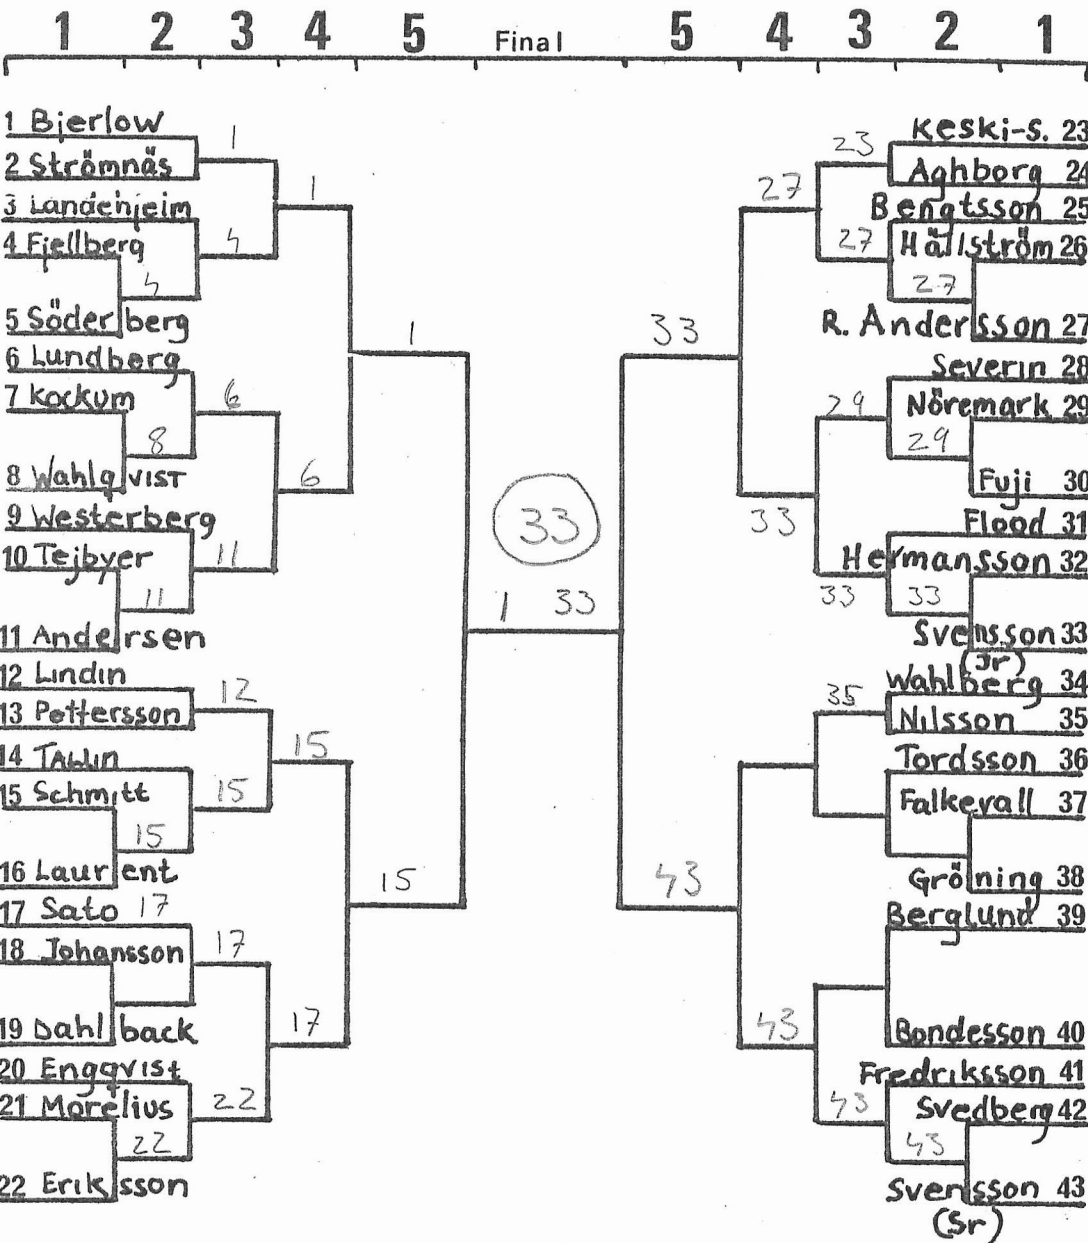 1 2 3 4 5 Final 5 4 3 2 1
1 Bjerlow
2 Strömnäs
1
3 Landehjeim
4 Fjellberg
4
4
5 Söderberg
1
6 Lundberg
7 Kockum
6
8
8 Wahlqvist
9 Westerberg
10 Tejbyer
11
11
11 Andersen
6
1
12 Lindin
13 Pettersson
12
14
15 Schmitt
15
15
16 Laurent
15
17 Sato 17
18 Johansson
17
19 Dahlback
20 Engqvist
21 Morelius
22
22
22 Eriksson
17
15
33
1 33
Keski-S. 23
23
Aghborg 24
27
Bengtsson 25
27
Hällström 26
27
R. Andersson 27
33
Severin 28
29
Nöremark 29
29
Fuji 30
33
Flood 31
Hermansson 32
33
33
Svensson 33
(Jr)
Wahlberg 34
35
Nilsson 35
Tordsson 36
Falkevall 37
Gröning 38
43
Berglund 39
Bondesson 40
43
Fredriksson 41
43
Svedberg 42
43
Svensson 43
(Sr)